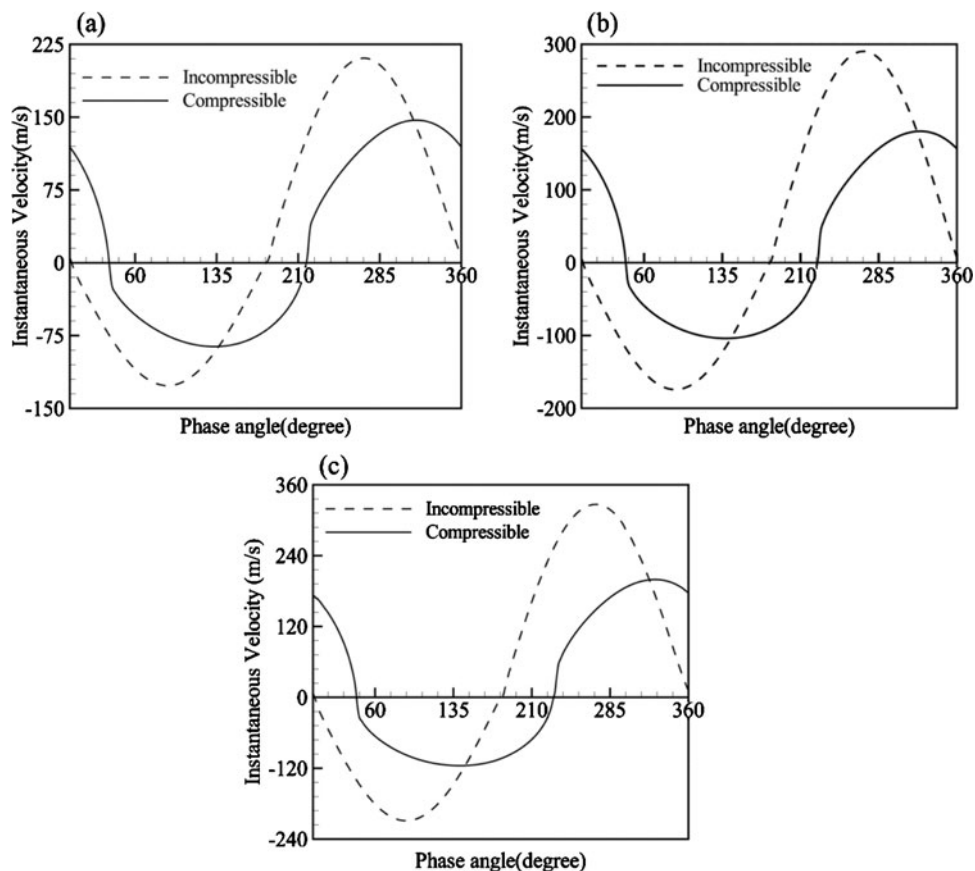 (a)
225
150
75
0
-75
-150
Instantaneous Velocity(m/s)
Incompressible
Compressible
60 135 210 285 360
Phase angle(degree)
(b)
300
200
100
0
-100
-200
Instantaneous Velocity(m/s)
Incompressible
Compressible
60 135 210 285 360
Phase angle(degree)
(c)
360
240
120
0
-120
-240
Instantaneous Velocity (m/s)
Incompressible
Compressible
60 135 210 285 360
Phase angle(degree)